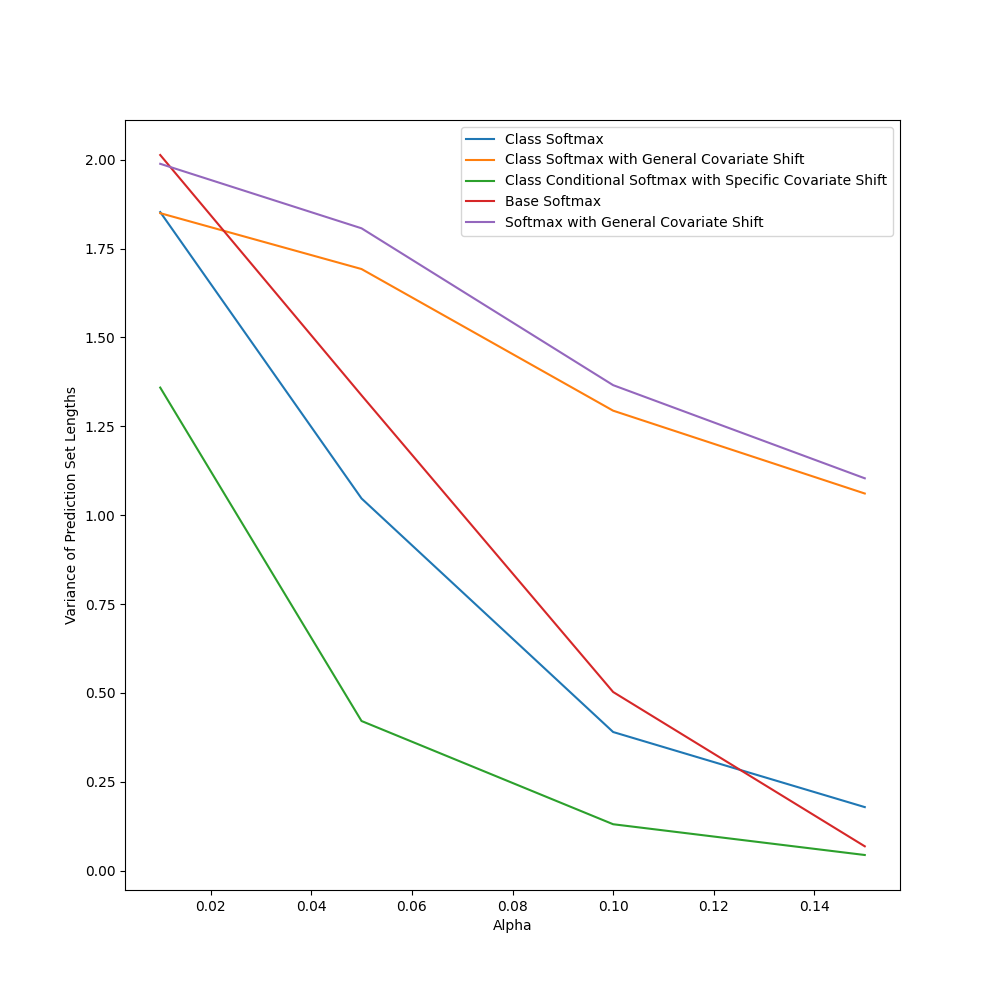 Class Softmax
Class Softmax with General Covariate Shift
Class Conditional Softmax with Specific Covariate Shift
Base Softmax
Softmax with General Covariate Shift
2.00
1.75
1.50
1.25
1.00
0.75
0.50
0.25
0.00
Variance of Prediction Set Lengths
0.02 0.04 0.06 0.08 0.10 0.12 0.14
Alpha